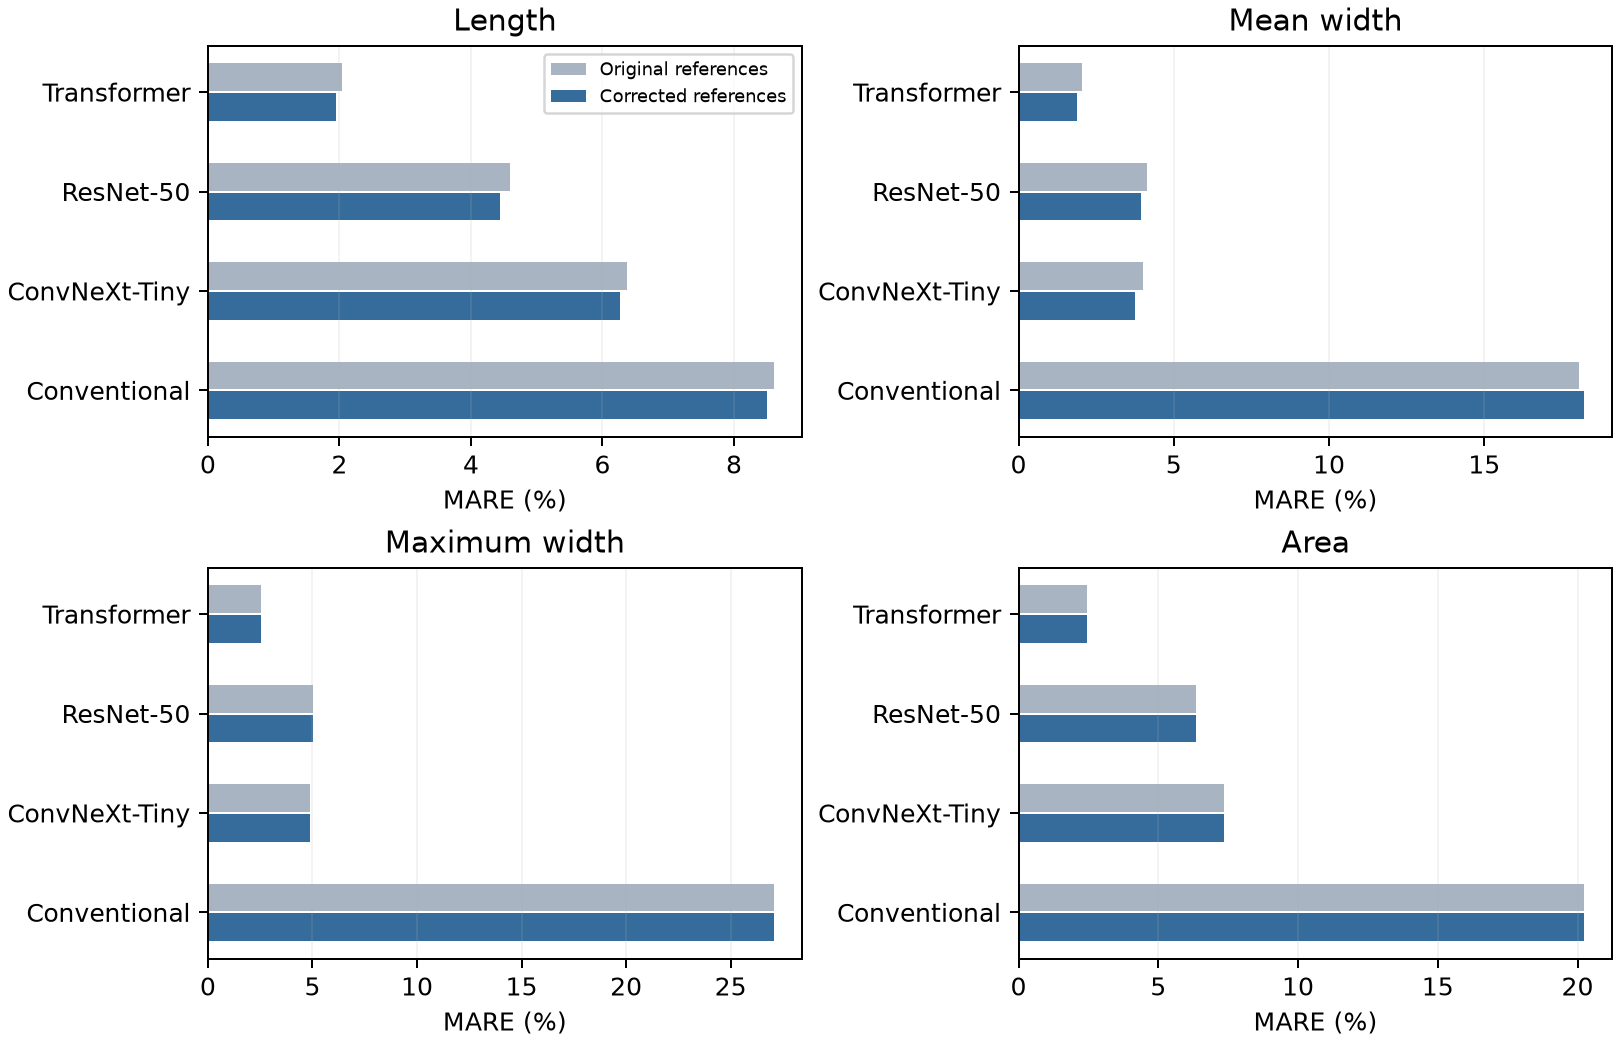 Length
Original references
Corrected references
Transformer
ResNet-50
ConvNeXt-Tiny
Conventional
0 2 4 6 8
MARE (%)
Mean width
Transformer
ResNet-50
ConvNeXt-Tiny
Conventional
0 5 10 15
MARE (%)
Maximum width
Transformer
ResNet-50
ConvNeXt-Tiny
Conventional
0 5 10 15 20 25
MARE (%)
Area
Transformer
ResNet-50
ConvNeXt-Tiny
Conventional
0 5 10 15 20
MARE (%)